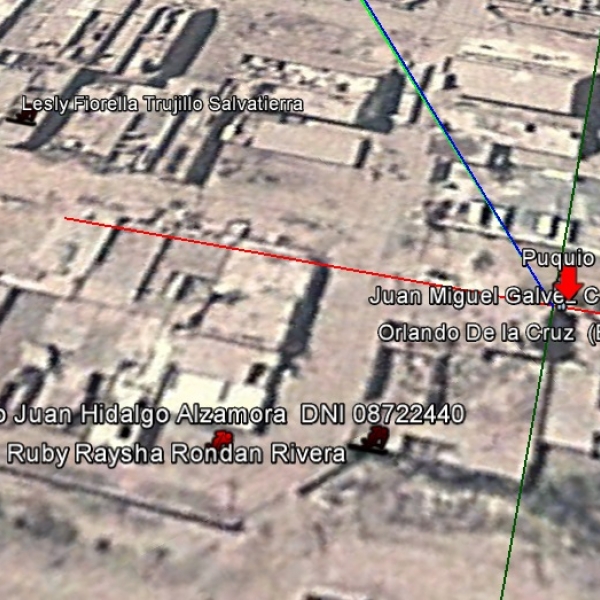 Lesly Fiorella Trujillo Salvatierra
Puquio
Juan Miguel Galvez C
Orlando De la Cruz (E
o Juan Hidalgo Alzamora DNI 08722440
Ruby Raysha Rondan Rivera